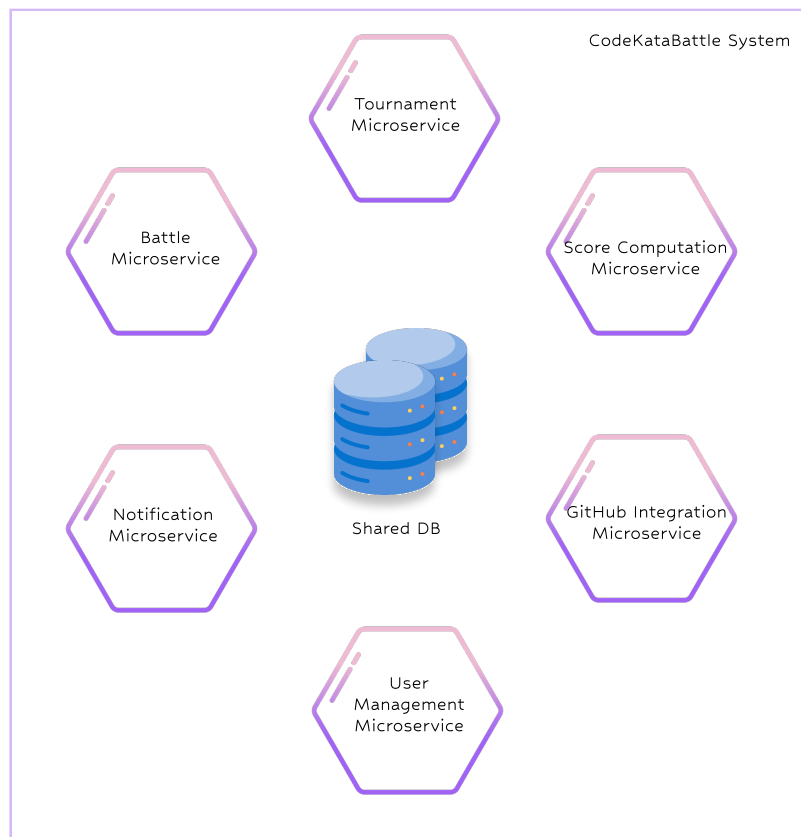 CodeKataBattle System
Tournament
Microservice
Battle
Microservice
Score Computation
Microservice
Notification
Microservice
Shared DB
GitHub Integration
Microservice
User
Management
Microservice